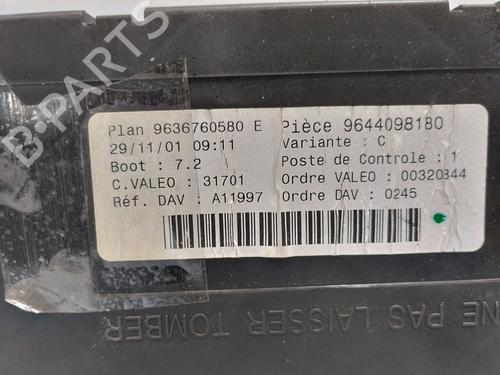 B-PARTS
Plan 9636760580 E
29/11/01 09:11
Boot : 7.2
C.VALEO : 31701
Réf. DAV : A11997
Pièce 9644098180
Variante : C
Poste de Controle : 1
Ordre VALEO : 00320844
Ordre DAV : 0245
NE PAS LAISSER TOMBER